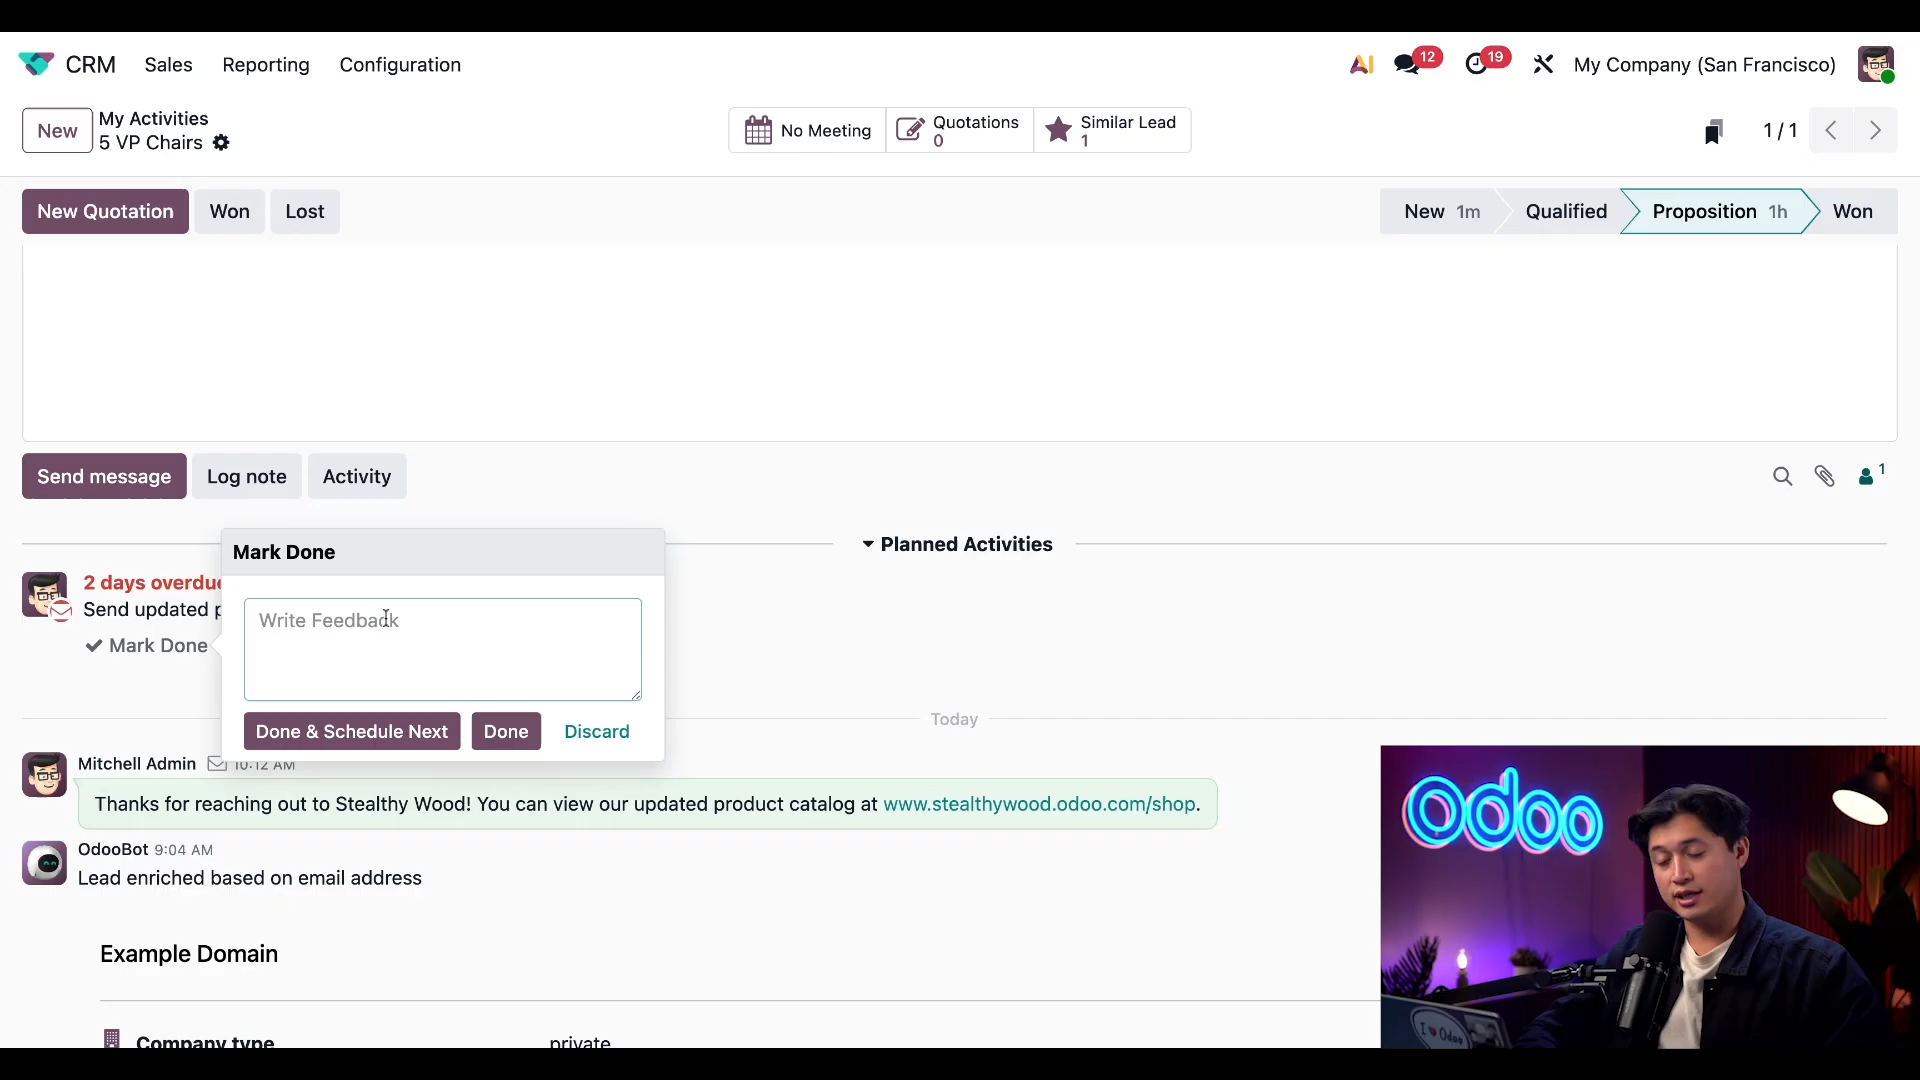 CRM Sales Reporting Configuration
12 19 My Company (San Francisco)
New
My Activities
5 VP Chairs
No Meeting
Quotations
0
Similar Lead
1
1 / 1
New Quotation Won Lost
New 1m Qualified Proposition 1h Won
Send message Log note Activity
1
Planned Activities
Mark Done
2 days overdue
Send updated p
Write Feedback
Mark Done
Done & Schedule Next Done Discard
Today
Mitchell Admin 10:12 AM
Thanks for reaching out to Stealthy Wood! You can view our updated product catalog at www.stealthywood.odoo.com/shop.
OdooBot 9:04 AM
Lead enriched based on email address
Example Domain
Company type private
odoo
I ♥ Odoo